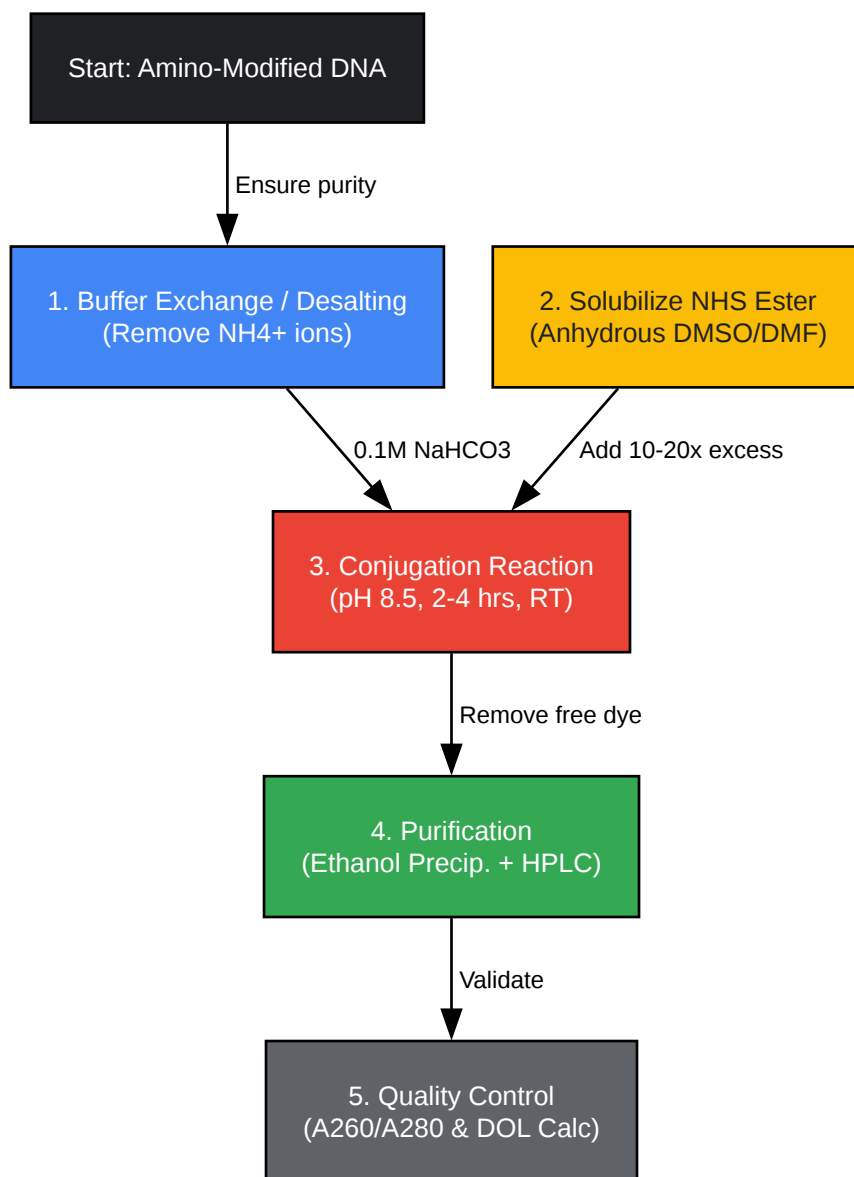 Start: Amino-Modified DNA
Ensure purity
1. Buffer Exchange / Desalting
(Remove NH4+ ions)
2. Solubilize NHS Ester
(Anhydrous DMSO/DMF)
0.1M NaHCO3
Add 10-20x excess
3. Conjugation Reaction
(pH 8.5, 2-4 hrs, RT)
Remove free dye
4. Purification
(Ethanol Precip. + HPLC)
Validate
5. Quality Control
(A260/A280 & DOL Calc)